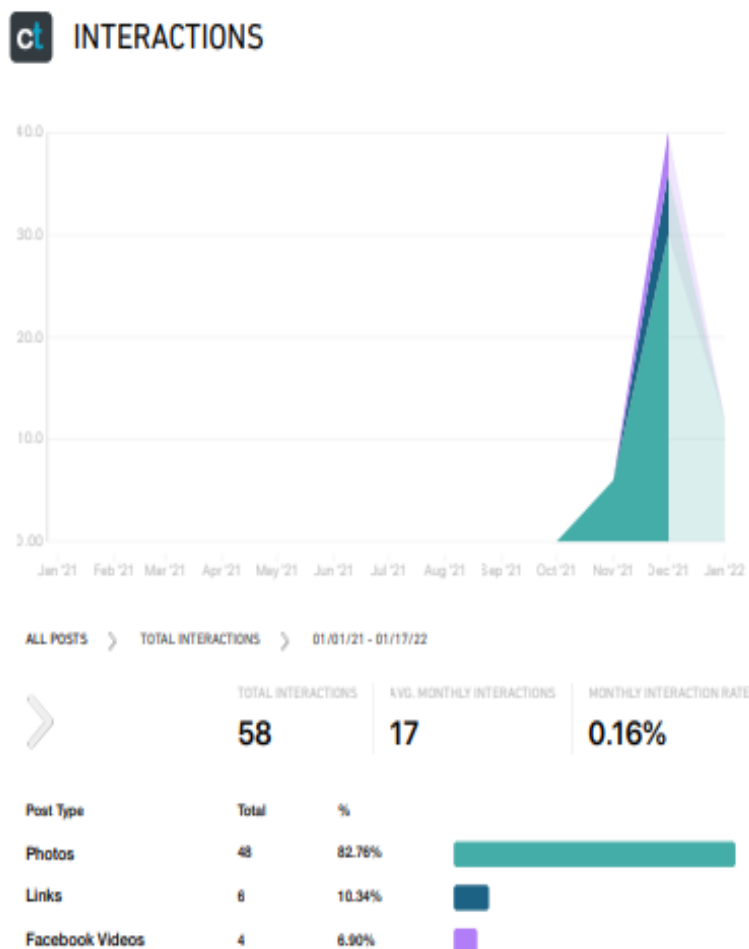 ct INTERACTIONS
40.0
30.0
20.0
10.0
0.00
Jan '21 Feb '21 Mar '21 Apr '21 May '21 Jun '21 Jul '21 Aug '21 Sep '21 Oct '21 Nov '21 Dec '21 Jan '22
ALL POSTS TOTAL INTERACTIONS 01/01/21 - 01/17/22
TOTAL INTERACTIONS AVG. MONTHLY INTERACTIONS MONTHLY INTERACTION RATE
58 17 0.16%
Post Type Total %
Photos 48 82.76%
Links 6 10.34%
Facebook Videos 4 6.90%